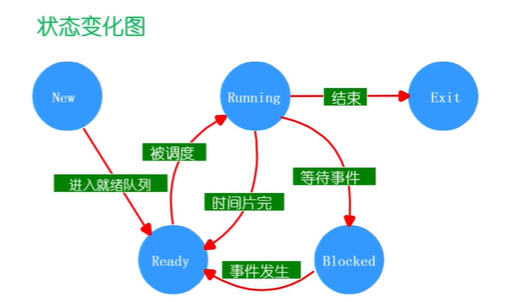 状态变化图
New
Running
Exit
结束
被调度
进入就绪队列
等待事件
时间片完
Ready
事件发生
Blocked